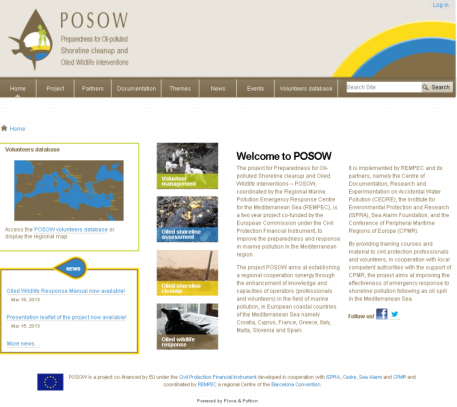 Log in
POSOW
Preparedness for Oil-polluted
Shoreline cleanup and
Oiled Wildlife interventions
Home Project Partners Documentation Themes News Events Volunteers database Search Site Search
Home
Volunteers database
Access the POSOW volunteers database or
display the regional map
NEWS
Oiled Wildlife Response Manual now available!
Mar 18, 2013
Presentation leaflet of the project now available!
Mar 15, 2013
More news...
Volunteer
management
Oiled shoreline
assessment
Oiled shoreline
cleanup
Oiled wildlife
response
Welcome to POSOW
The project for Preparedness for Oil-
polluted Shoreline cleanup and Oiled
Wildlife interventions – POSOW,
coordinated by the Regional Marine
Pollution Emergency Response Centre
for the Mediterranean Sea (REMPEC), is
a two year project co-funded by the
European Commission under the Civil
Protection Financial Instrument, to
improve the preparedness and response
in marine pollution in the Mediterranean
region.
The project POSOW aims at establishing
a regional cooperation through
the enhancement of knowledge and
capacities of operators (professionals
and volunteers) in the field of marine
pollution, in European coastal countries
of the Mediterranean Sea namely
Croatia, Cyprus, France, Greece, Italy,
Malta, Slovenia and Spain.
It is implemented by REMPEC and its
partners, namely the Centre of
Documentation, Research and
Experimentation on Accidental Water
Pollution (CEDRE), the Institute for
Environmental Protection and Research
(ISPRA), Sea Alarm Foundation, and the
Conference of Peripheral Maritime
Regions of Europe (CPMR).
By providing training courses and
material to civil protection professionals
and volunteers, in cooperation with local
competent authorities with the support of
CPMR, the project aims at improving the
effectiveness of emergency response to
shoreline pollution following an oil spill
in the Mediterranean Sea.
Follow us!
POSOW is a project co-financed by EU under the Civil Protection Financial Instrument developed in cooperation with ISPRA, Cedre, Sea Alarm and CPMR and
coordinated by REMPEC a regional Centre of the Barcelona Convention.
Powered by Plone & Python